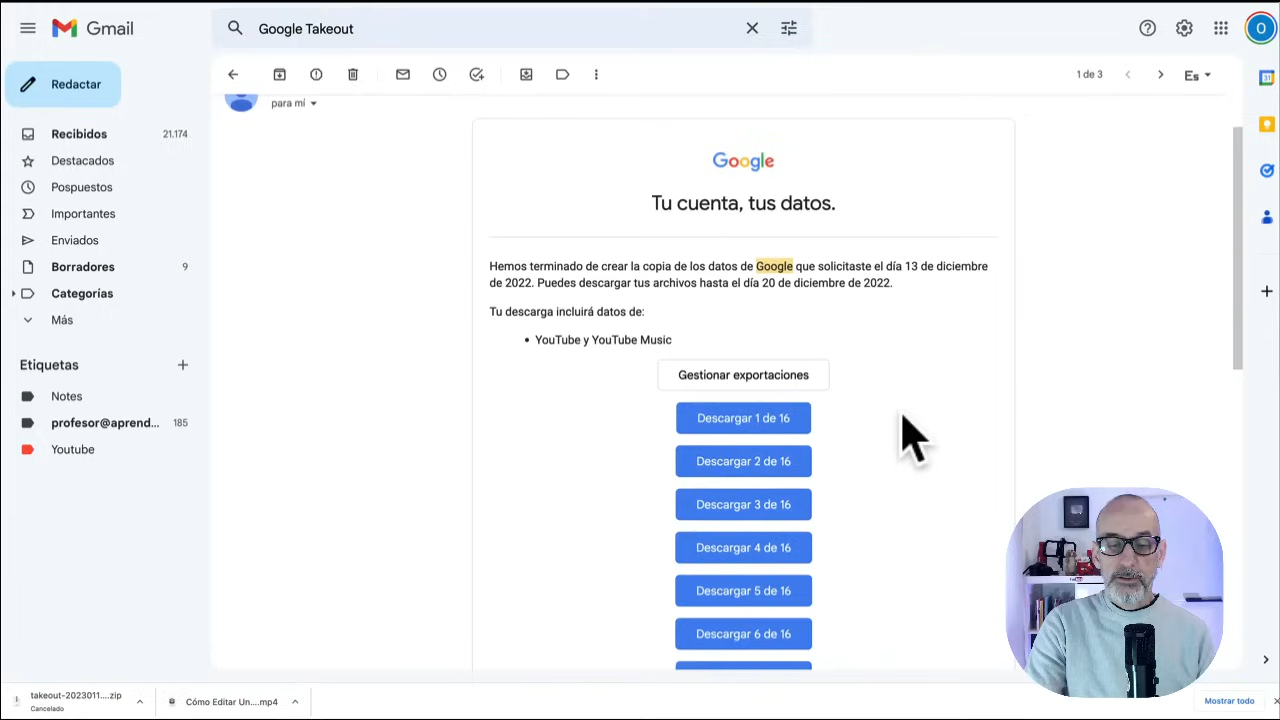 Gmail
Google Takeout
Redactar
para mí
1 de 3
Es
Recibidos 21.174
Destacados
Pospuestos
Importantes
Enviados
Borradores 9
Categorías
Más
Etiquetas
Notes
profesor@aprend... 185
Youtube
Google
Tu cuenta, tus datos.
Hemos terminado de crear la copia de los datos de Google que solicitaste el día 13 de diciembre
de 2022. Puedes descargar tus archivos hasta el día 20 de diciembre de 2022.
Tu descarga incluirá datos de:
• YouTube y YouTube Music
Gestionar exportaciones
Descargar 1 de 16
Descargar 2 de 16
Descargar 3 de 16
Descargar 4 de 16
Descargar 5 de 16
Descargar 6 de 16
takeout-2023011....zip
Cancelado
Cómo Editar Un....mp4
Mostrar todo
O